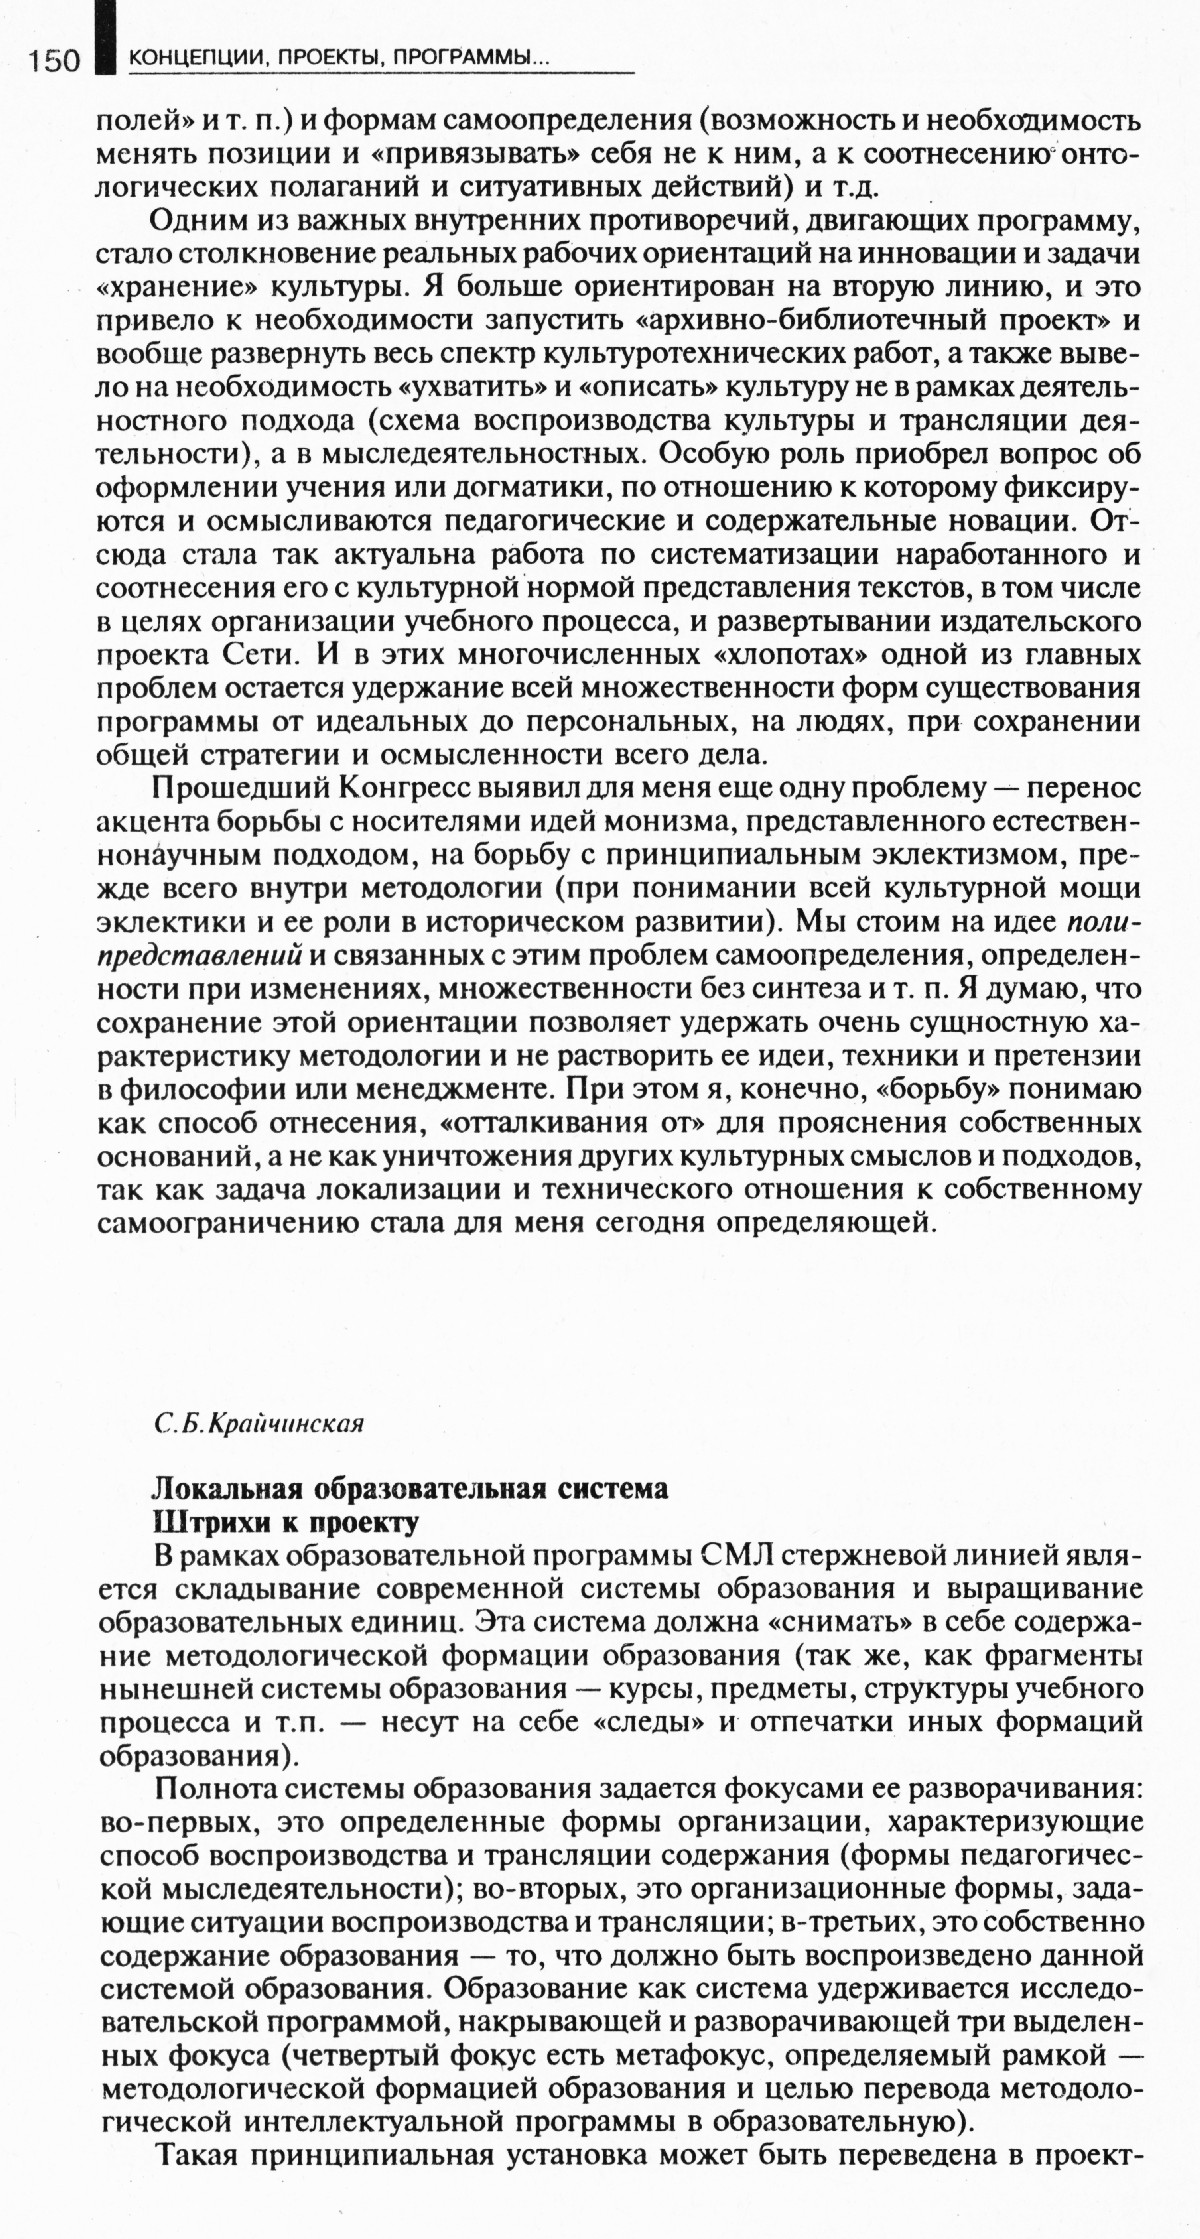 150
КОНЦЕПЦИИ, ПРОЕКТЫ, ПРОГРАММЫ...
полей» и т. п.) и формам самоопределения (возможность и необходимость
менять позиции и «привязывать» себя не к ним, а к соотнесению онто-
логических полаганий и ситуативных действий) и т.д.
Одним из важных внутренних противоречий, двигающих программу,
стало столкновение реальных рабочих ориентаций на инновации и задачи
«хранение» культуры. Я больше ориентирован на вторую линию, и это
привело к необходимости запустить «архивно-библиотечный проект» и
вообще развернуть весь спектр культуротехнических работ, а также выве-
ло на необходимость «ухватить» и «описать» культуру не в рамках деятель-
ностного подхода (схема воспроизводства культуры и трансляции дея-
тельности), а в мыследеятельностных. Особую роль приобрел вопрос об
оформлении учения или догматики, по отношению к которому фиксиру-
ются и осмысливаются педагогические и содержательные новации. От-
сюда стала так актуальна работа по систематизации наработанного и
соотнесения его с культурной нормой представления текстов, в том числе
в целях организации учебного процесса, и развертывании издательского
проекта Сети. И в этих многочисленных «хлопотах» одной из главных
проблем остается удержание всей множественности форм существования
программы от идеальных до персональных, на людях, при сохранении
общей стратегии и осмысленности всего дела.
Прошедший Конгресс выявил для меня еще одну проблему — перенос
акцента борьбы с носителями идей монизма, представленного естествен-
нонаучным подходом, на борьбу с принципиальным эклектизмом, пре-
жде всего внутри методологии (при понимании всей культурной мощи
эклектики и ее роли в историческом развитии). Мы стоим на идее поли-
представлений и связанных с этим проблем самоопределения, определен-
ности при изменениях, множественности без синтеза и т. п. Я думаю, что
сохранение этой ориентации позволяет удержать очень сущностную ха-
рактеристику методологии и не растворить ее идеи, техники и претензии
в философии или менеджменте. При этом я, конечно, «борьбу» понимаю
как способ отнесения, «отталкивания от» для прояснения собственных
оснований, а не как уничтожения других культурных смыслов и подходов,
так как задача локализации и технического отношения к собственному
самоограничению стала для меня сегодня определяющей.
С.Б.Крайчинская
Локальная образовательная система
Штрихи к проекту
В рамках образовательной программы СМЛ стержневой линией явля-
ется складывание современной системы образования и выращивание
образовательных единиц. Эта система должна «снимать» в себе содержа-
ние методологической формации образования (так же, как фрагменты
нынешней системы образования — курсы, предметы, структуры учебного
процесса и т.п. — несут на себе «следы» и отпечатки иных формаций
образования).
Полнота системы образования задается фокусами ее разворачивания:
во-первых, это определенные формы организации, характеризующие
способ воспроизводства и трансляции содержания (формы педагогичес-
кой мыследеятельности); во-вторых, это организационные формы, зада-
ющие ситуации воспроизводства и трансляции; в-третьих, это собственно
содержание образования — то, что должно быть воспроизведено данной
системой образования. Образование как система удерживается исследо-
вательской программой, накрывающей и разворачивающей три выделен-
ных фокуса (четвертый фокус есть метафокус, определяемый рамкой —
методологической формацией образования и целью перевода методоло-
гической интеллектуальной программы в образовательную).
Такая принципиальная установка может быть переведена в проект-